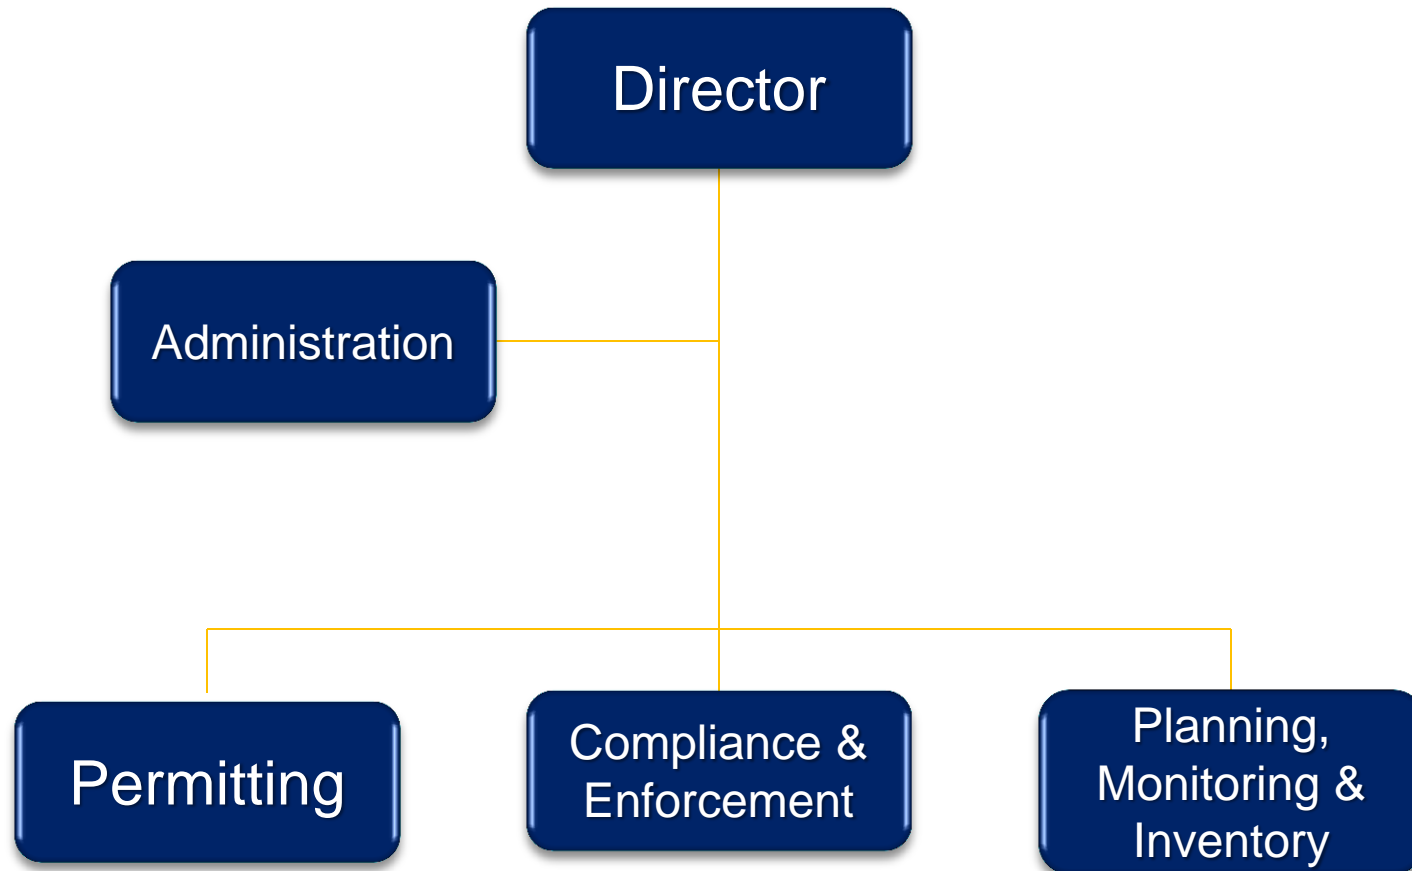 Director
Administration
Permitting
Compliance &
Enforcement
Planning,
Monitoring &
Inventory